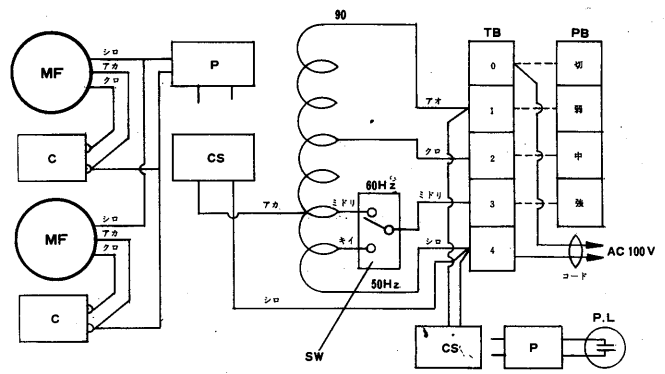 90
TB
PB
シロ
アカ
クロ
MF
P
0
切
アオ
1
弱
C
CS
クロ
2
中
60Hz
アカ
ミドリ
ミドリ
3
強
シロ
MF
アカ
クロ
キイ
シロ
4
AC 100V
コード
50Hz
シロ
C
SW
CS
P
P.L